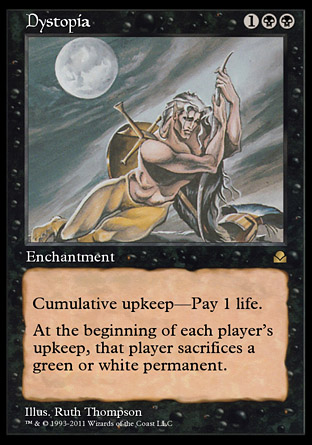 Dystopia 1
Enchantment
Cumulative upkeep—Pay 1 life.
At the beginning of each player's
upkeep, that player sacrifices a
green or white permanent.
Illus. Ruth Thompson
™ & © 1993-2011 Wizards of the Coast LLC